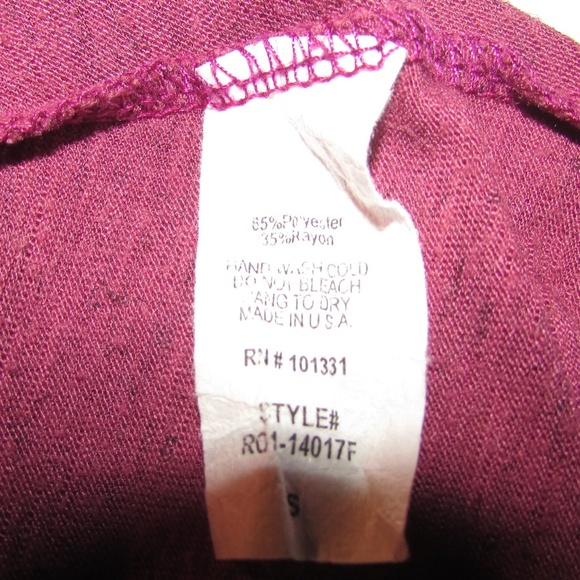 65%Polyester
35%Rayon
HAND WASH COLD
DO NOT BLEACH
HANG TO DRY
MADE IN U.S.A.
RN # 101331
STYLE#
R01-14017F
S